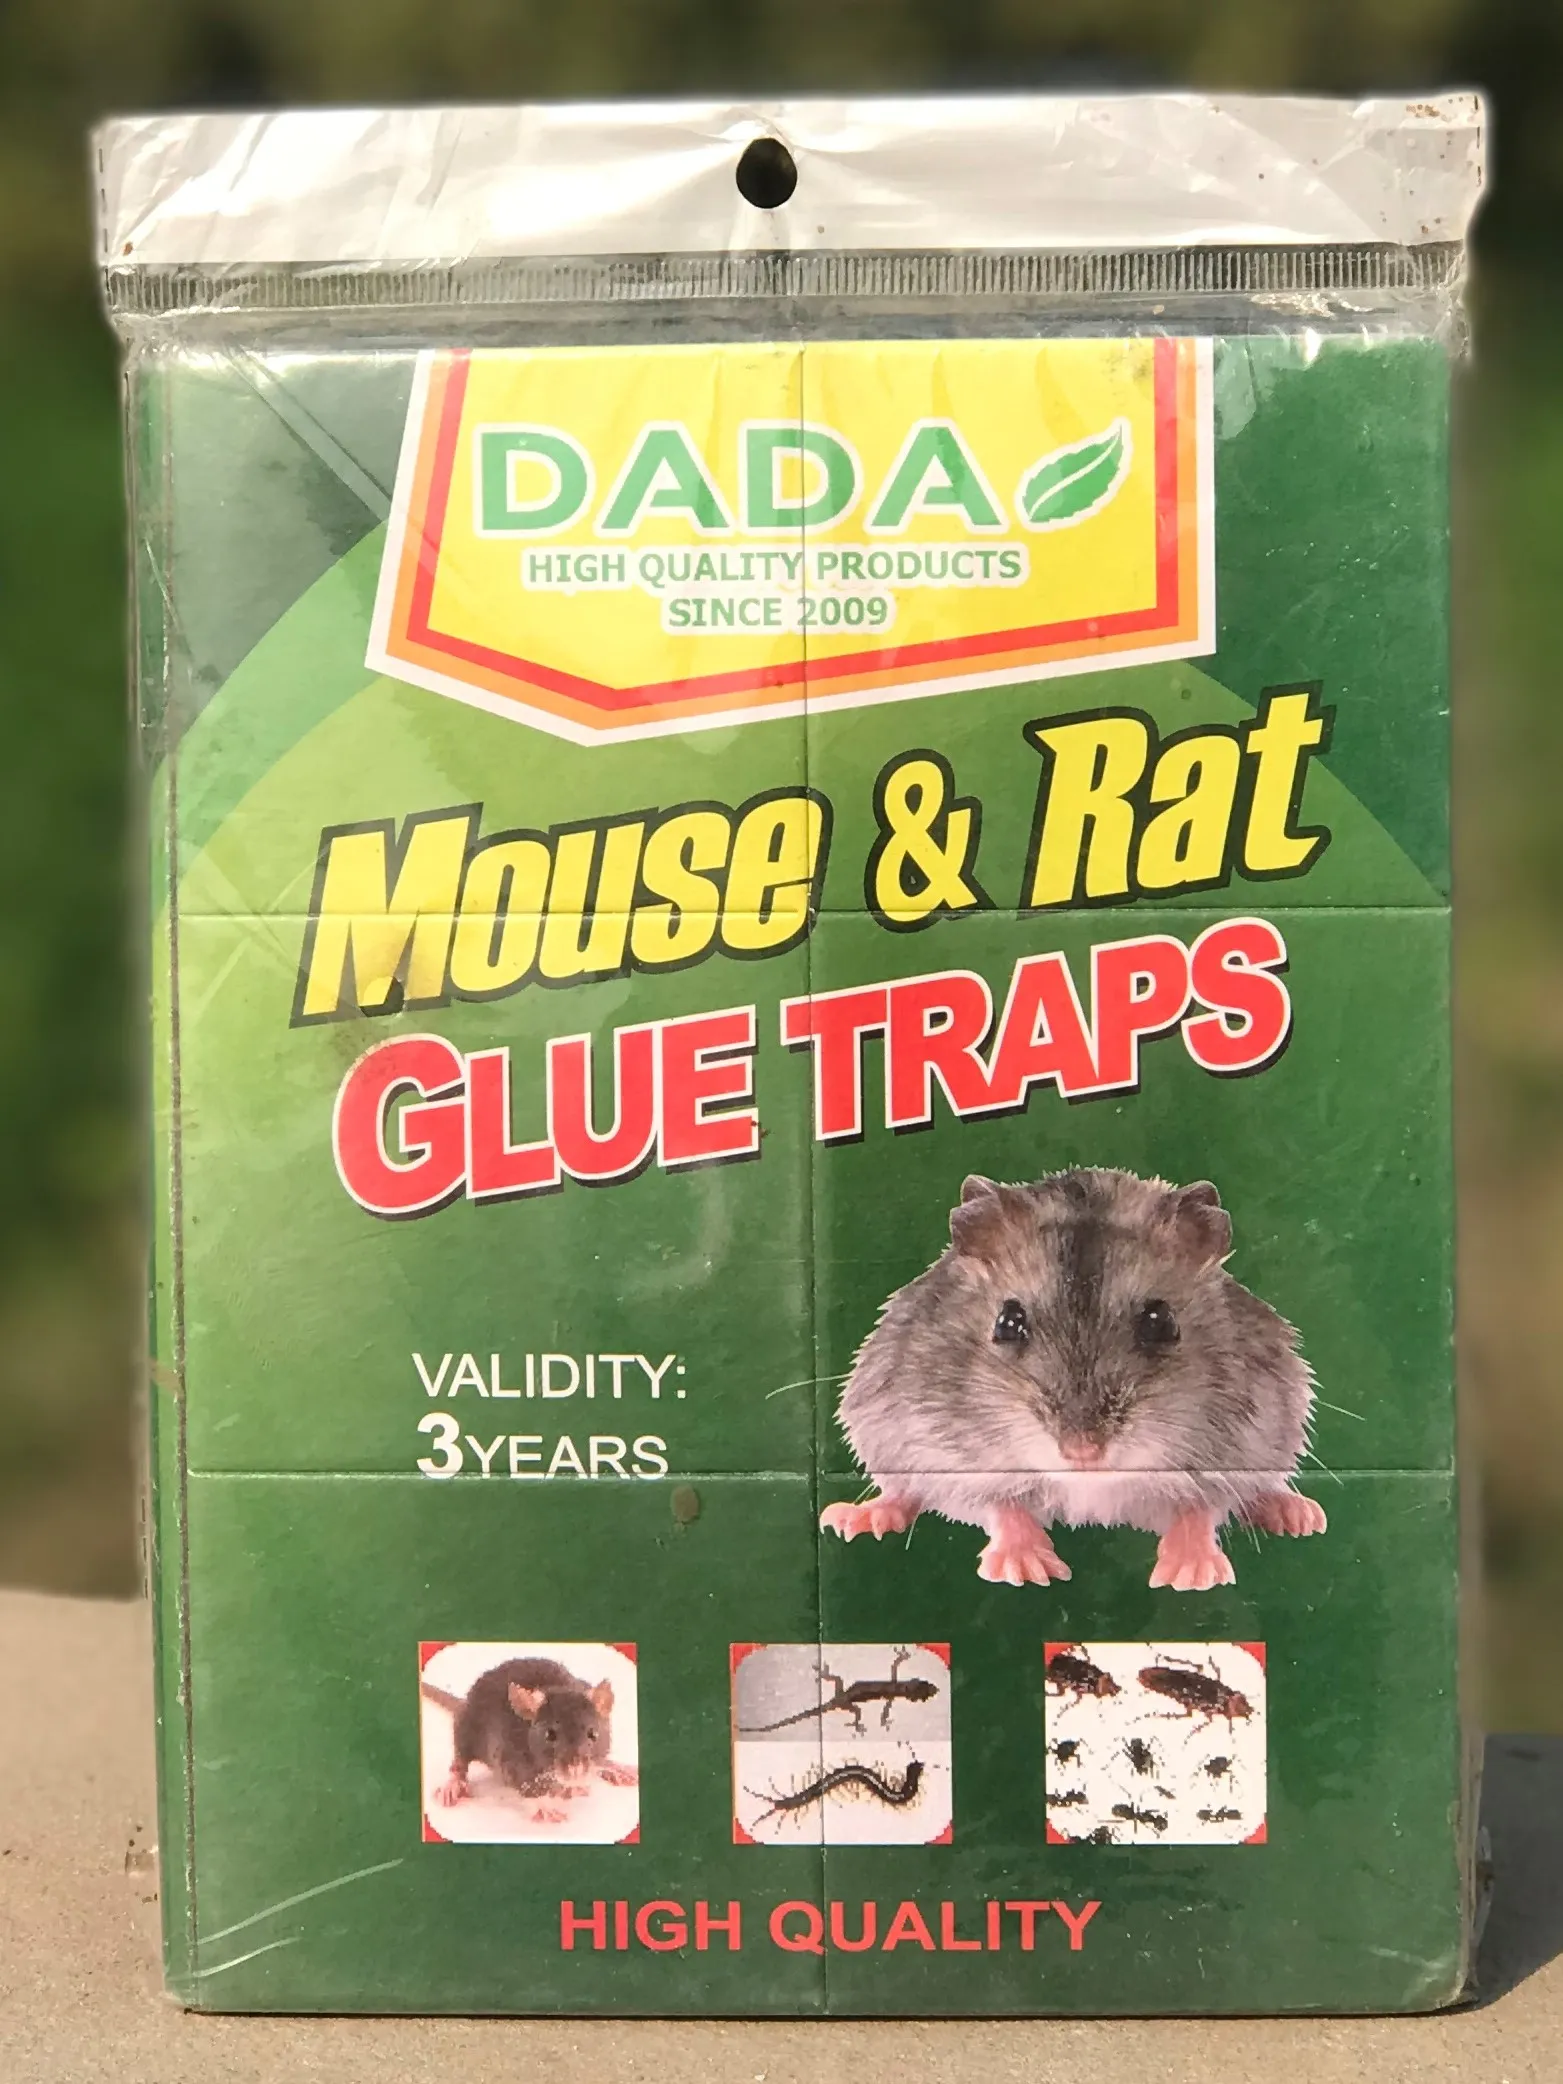 DADA
HIGH QUALITY PRODUCTS
SINCE 2009
Mouse & Rat
GLUE TRAPS
VALIDITY:
3YEARS
HIGH QUALITY